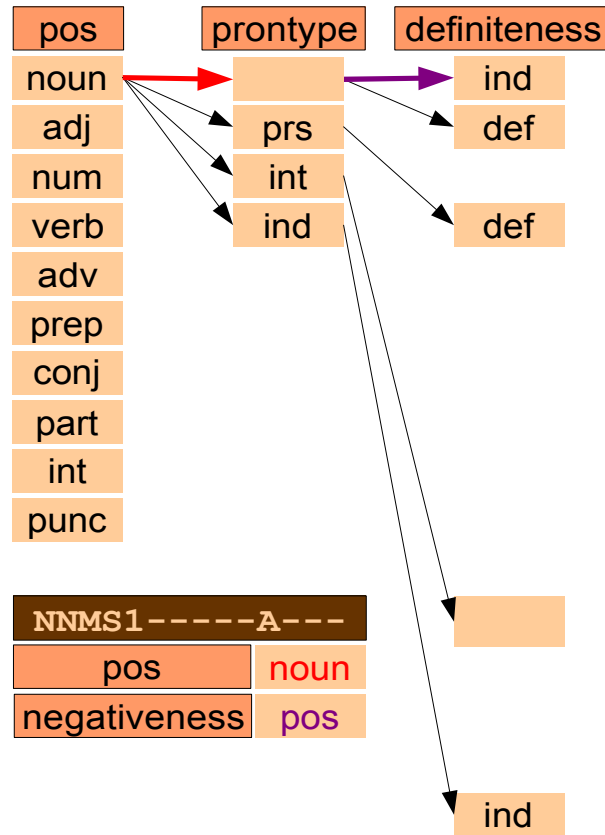 pos prontype definiteness
noun ind
adj prs def
num int
verb ind def
adv
prep
conj
part
int
punc
NNMS1-----A---
pos noun
negativeness pos
ind